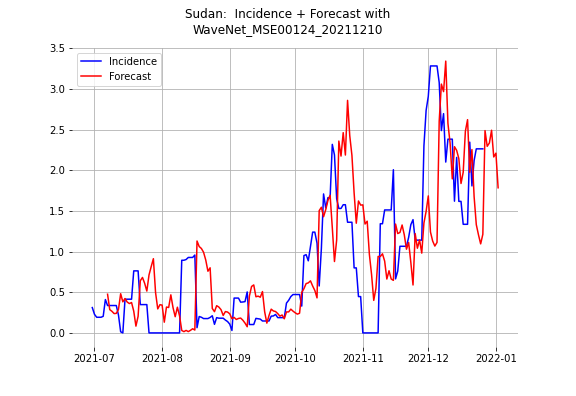 Sudan:  Incidence + Forecast with
WaveNet_MSE00124_20211210
3.5
3.0
2.5
2.0
1.5
1.0
0.5
0.0
Incidence
Forecast
2021-07 2021-08 2021-09 2021-10 2021-11 2021-12 2022-01